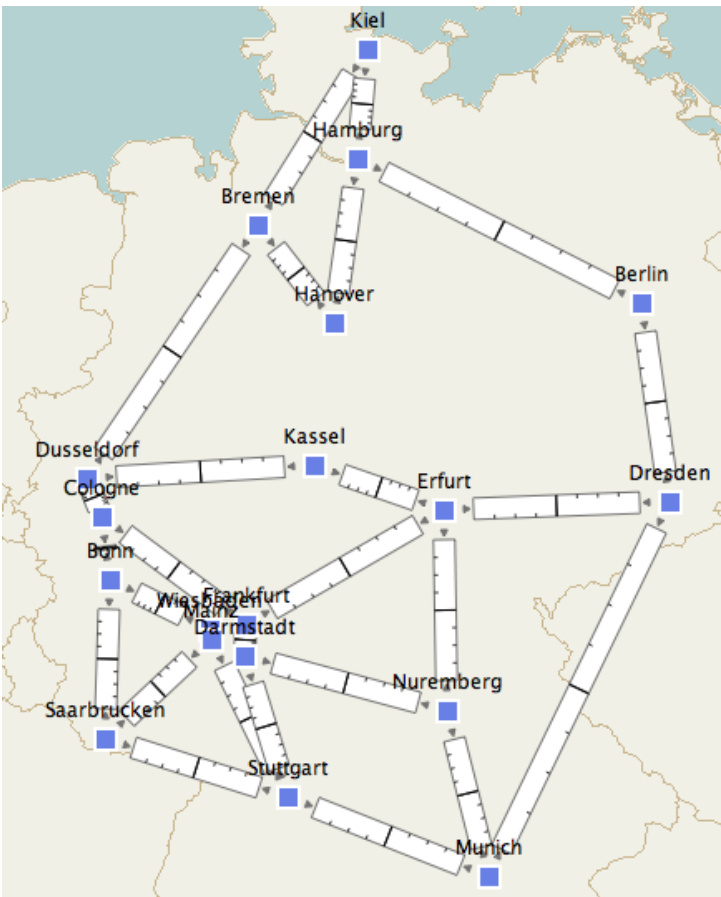 Kiel
Hamburg
Bremen
Berlin
Hanover
Kassel
Dusseldorf
Erfurt
Dresden
Cologne
Bonn
Frankfurt
Wiesbaden
Mainz
Darmstadt
Nuremberg
Saarbrucken
Stuttgart
Munich